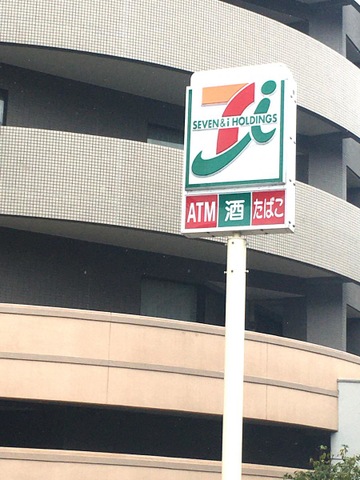 SEVEN & i HOLDINGS
ATM 酒 たばこ